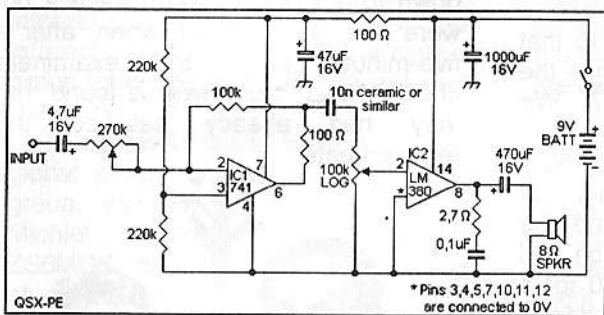 100 Ω
220k
47uF
16V
1000uF
16V
100k
10n ceramic or
similar
4,7uF
16V
270k
100 Ω
9V
BATT
INPUT
2
7
IC1
741
3
6
4
100k
LOG
IC2
2
14
LM
380
*
8
470uF
16V
220k
2,7 Ω
0,1uF
8Ω
SPKR
* Pins 3,4,5,7,10,11,12
are connected to 0V
QSX-PE